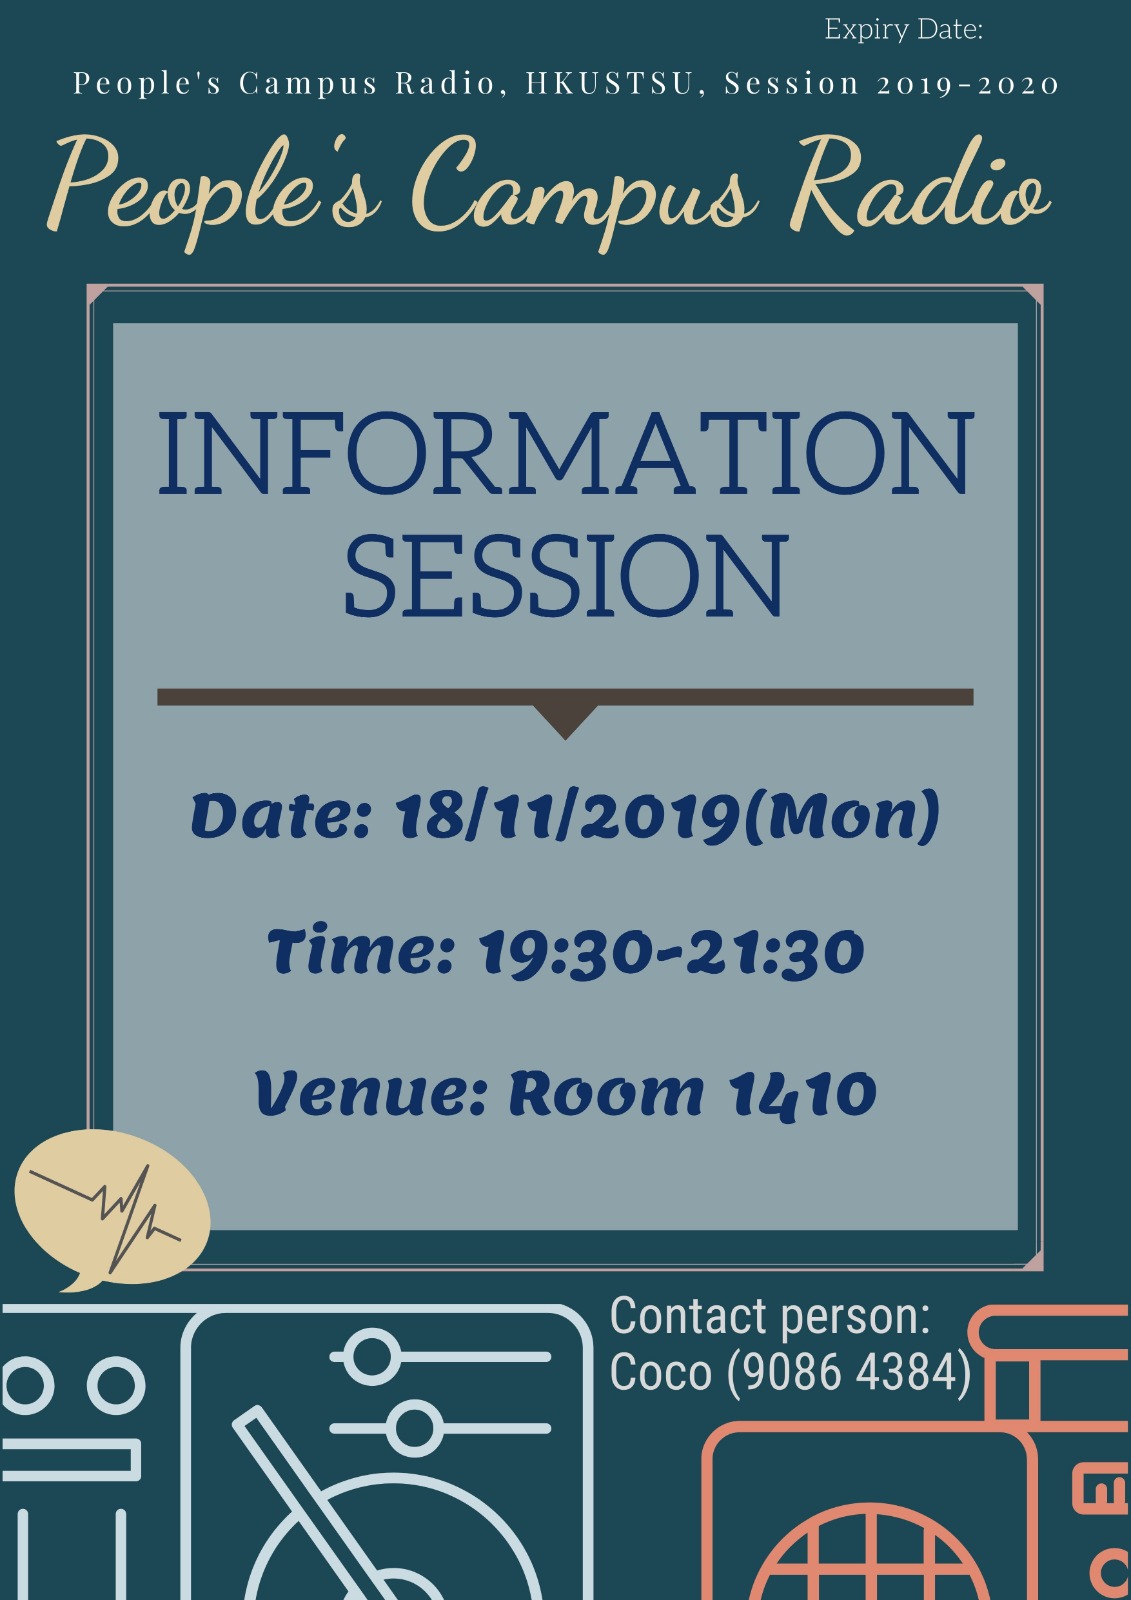 Expiry Date:
People's Campus Radio, HKUSTSU, Session 2019-2020
People's Campus Radio
INFORMATION
SESSION
Date: 18/11/2019(Mon)
Time: 19:30-21:30
Venue: Room 1410
Contact person:
Coco (9086 4384)